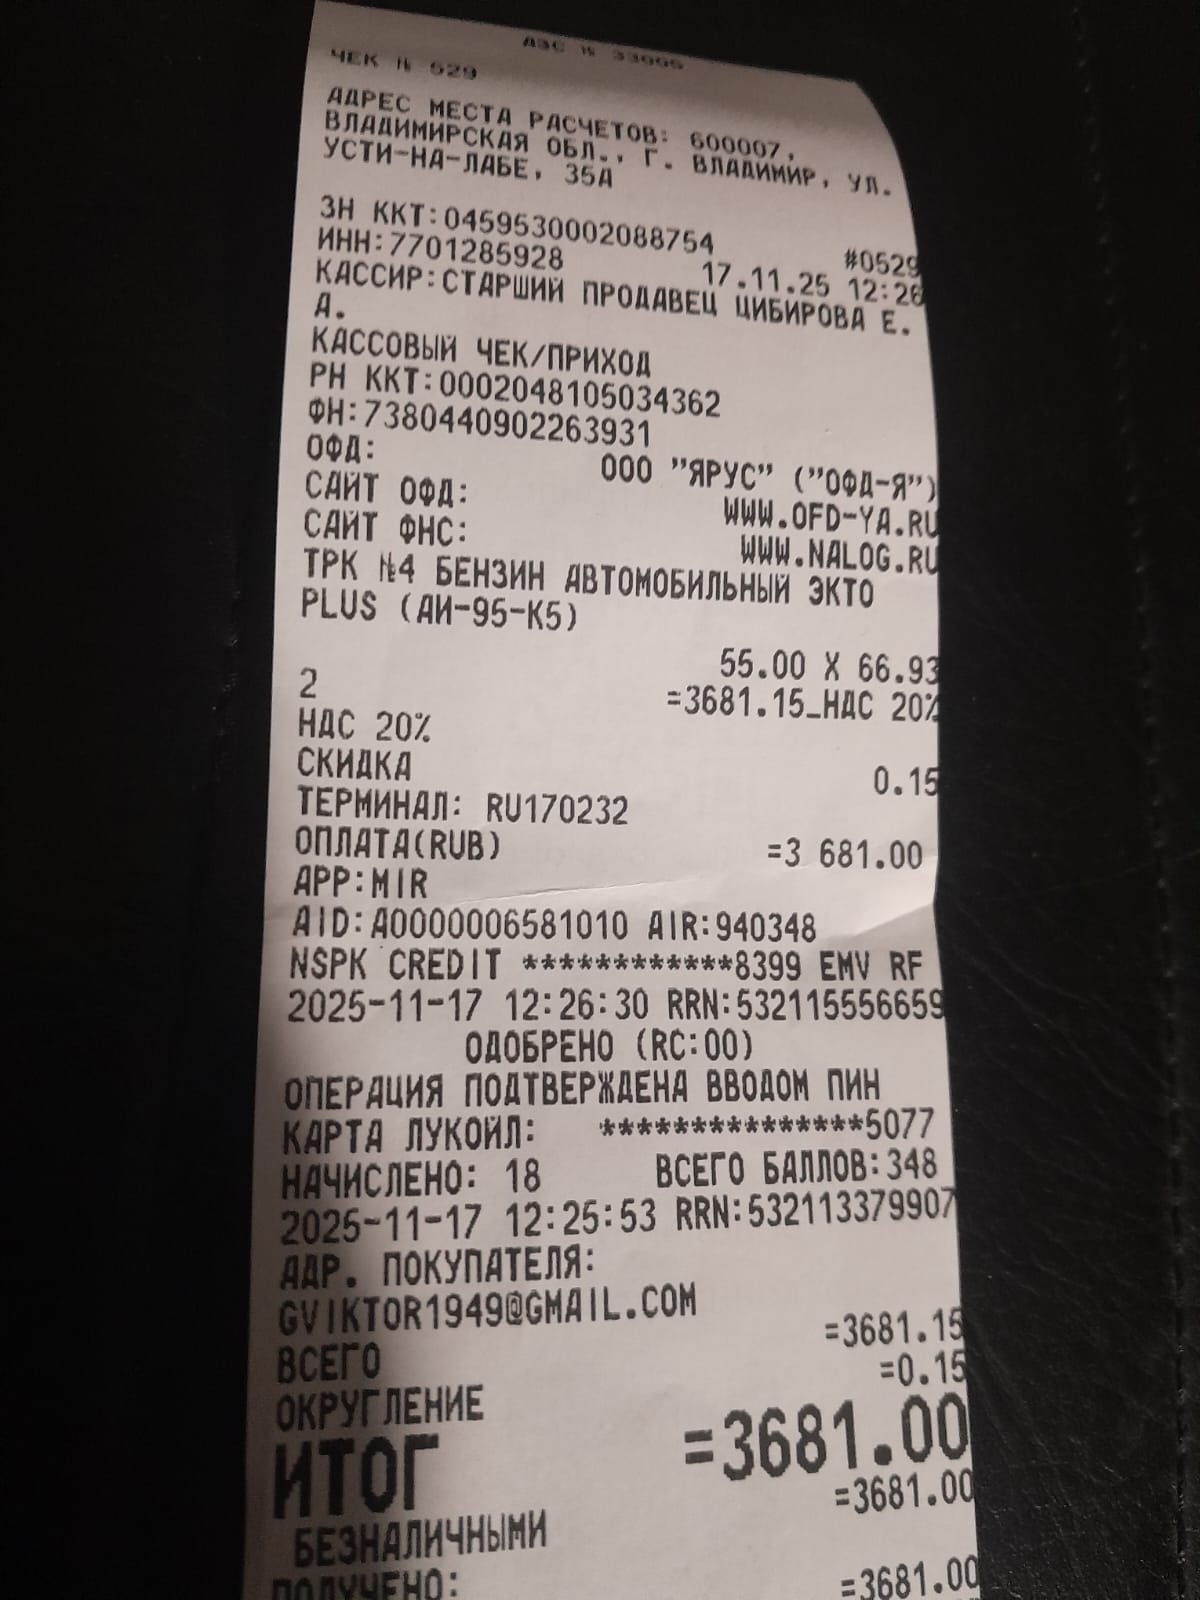 АЗС № 33005
ЧЕК № 529
АДРЕС МЕСТА РАСЧЕТОВ: 600007,
ВЛАДИМИРСКАЯ ОБЛ., Г. ВЛАДИМИР, УЛ.
УСТИ-НА-ЛАБЕ, 35А
ЗН ККТ:0459530002088754 #0529
ИНН:7701285928 17.11.25 12:26
КАССИР:СТАРШИЙ ПРОДАВЕЦ ЦИБИРОВА Е.
А.
КАССОВЫЙ ЧЕК/ПРИХОД
РН ККТ:0002048105034362
ФН:7380440902263931
ОФД: ООО "ЯРУС" ("ОФД-Я")
САЙТ ОФД: WWW.OFD-YA.RU
САЙТ ФНС: WWW.NALOG.RU
ТРК №4 БЕНЗИН АВТОМОБИЛЬНЫЙ ЭКТО
PLUS (АИ-95-К5)
55.00 X 66.93
2 =3681.15_НДС 20%
НДС 20%
СКИДКА 0.15
ТЕРМИНАЛ: RU170232
ОПЛАТА(RUB) =3 681.00
APP:MIR
AID:A0000006581010 AIR:940348
NSPK CREDIT ************8399 EMV RF
2025-11-17 12:26:30 RRN:532115556659
ОДОБРЕНО (RC:00)
ОПЕРАЦИЯ ПОДТВЕРЖДЕНА ВВОДОМ ПИН
КАРТА ЛУКОЙЛ: ***************5077
НАЧИСЛЕНО: 18 ВСЕГО БАЛЛОВ:348
2025-11-17 12:25:53 RRN:532113379907
АДР. ПОКУПАТЕЛЯ:
GVIKTOR1949@GMAIL.COM
ВСЕГО =3681.15
ОКРУГЛЕНИЕ =0.15
ИТОГ =3681.00
БЕЗНАЛИЧНЫМИ =3681.00
ПОЛУЧЕНО: =3681.00